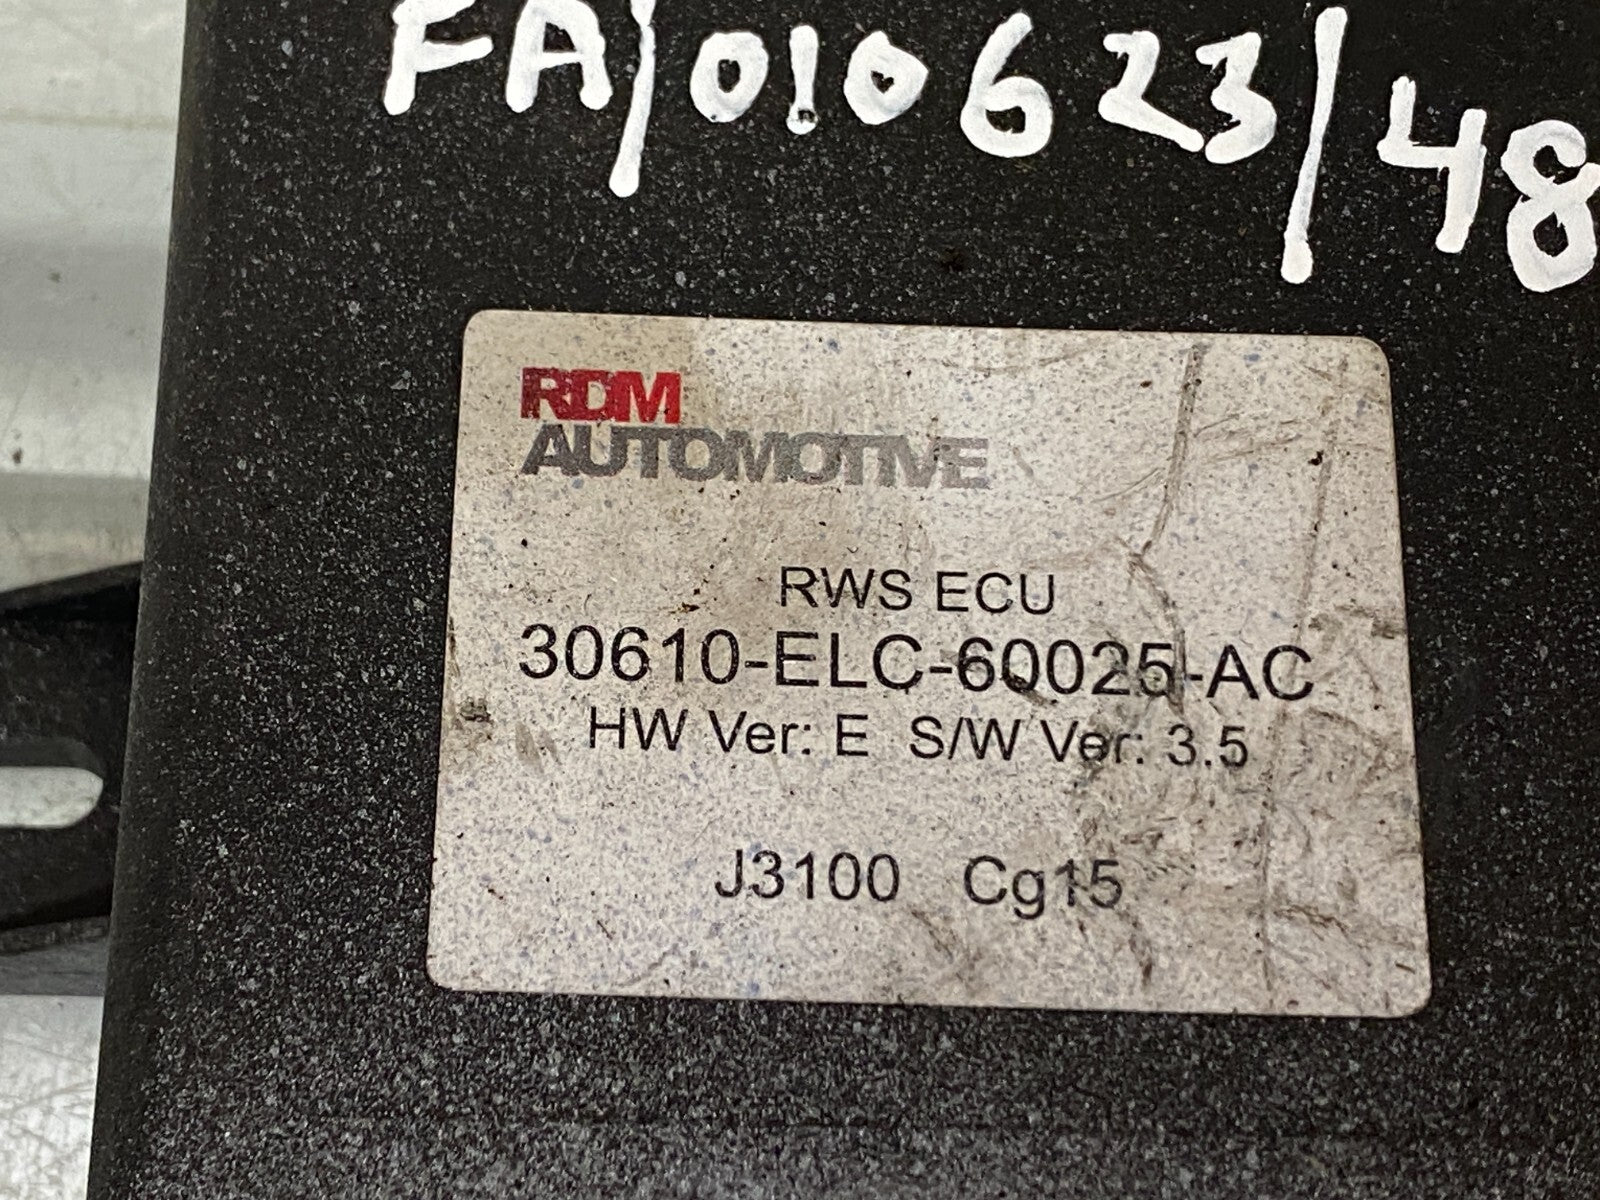 FA/010623/48
RDM
AUTOMOTIVE
RWS ECU
30610-ELC-60025-AC
HW Ver: E S/W Ver: 3.5
J3100 Cg15